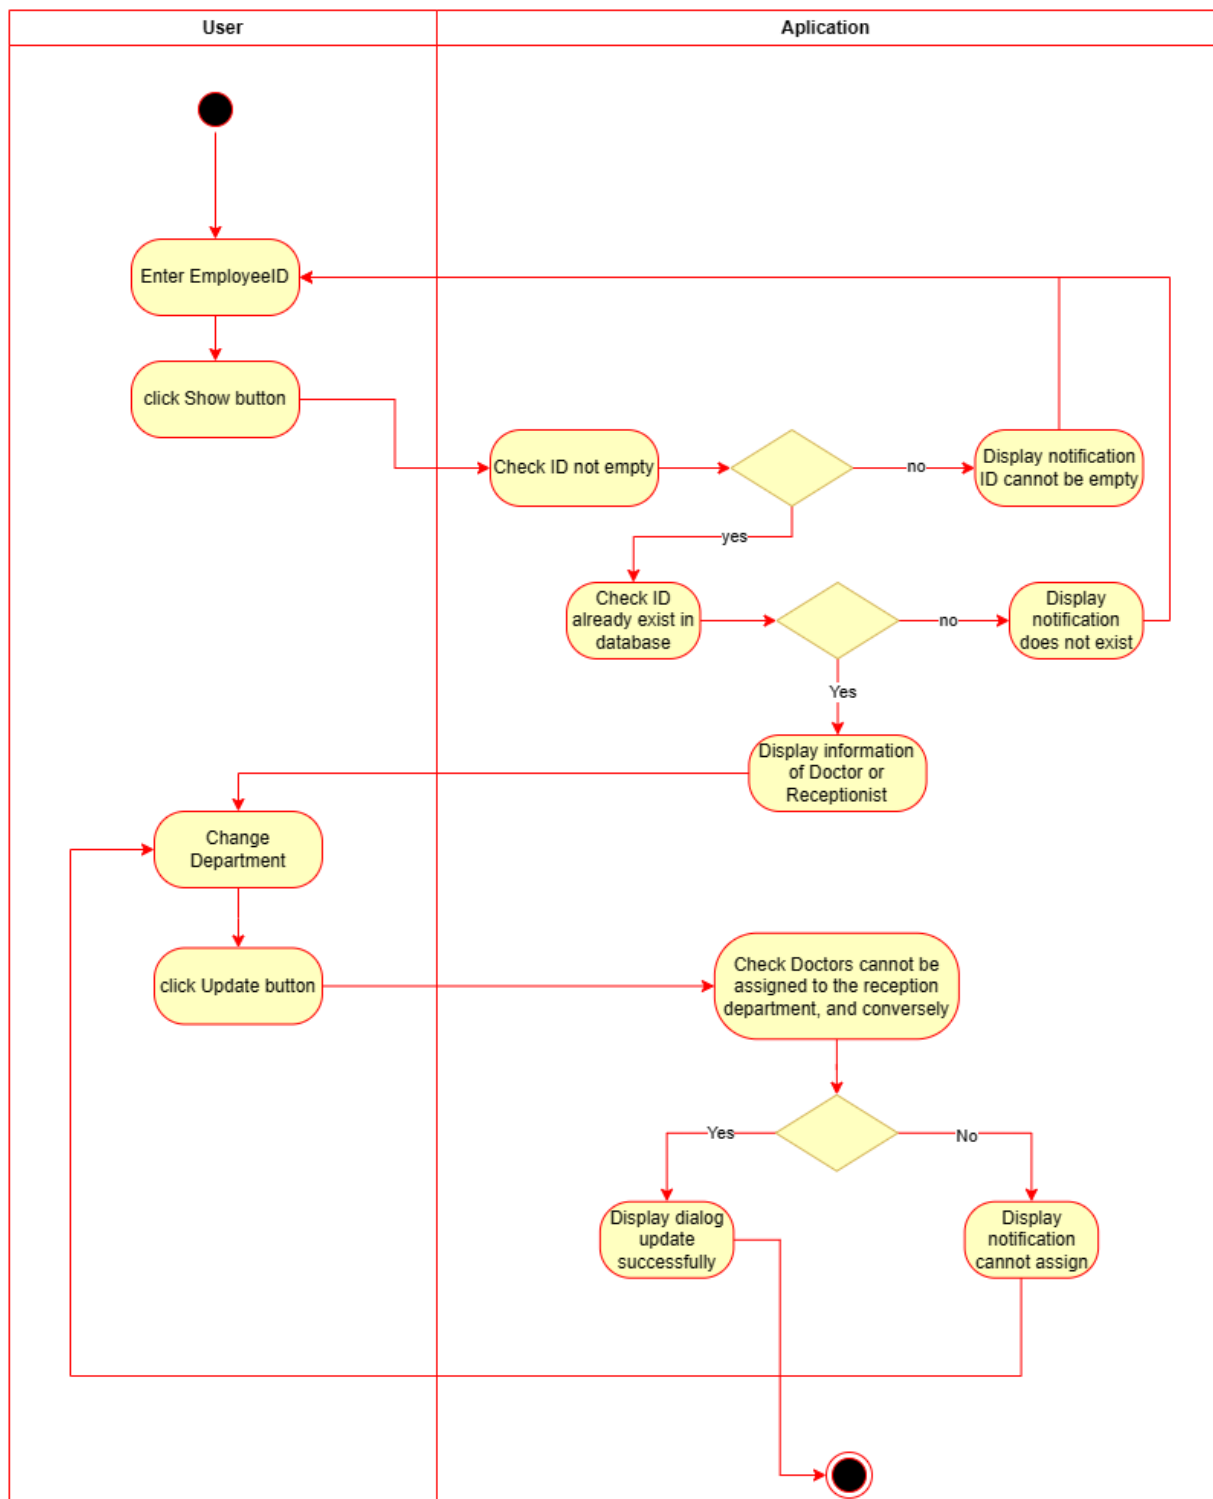 User
Aplication
Enter EmployeeID
click Show button
Check ID not empty
no
Display notification
ID cannot be empty
yes
Check ID
already exist in
database
no
Display
notification
does not exist
Yes
Display information
of Doctor or
Receptionist
Change
Department
click Update button
Check Doctors cannot be
assigned to the reception
department, and conversely
Yes
No
Display dialog
update
successfully
Display
notification
cannot assign